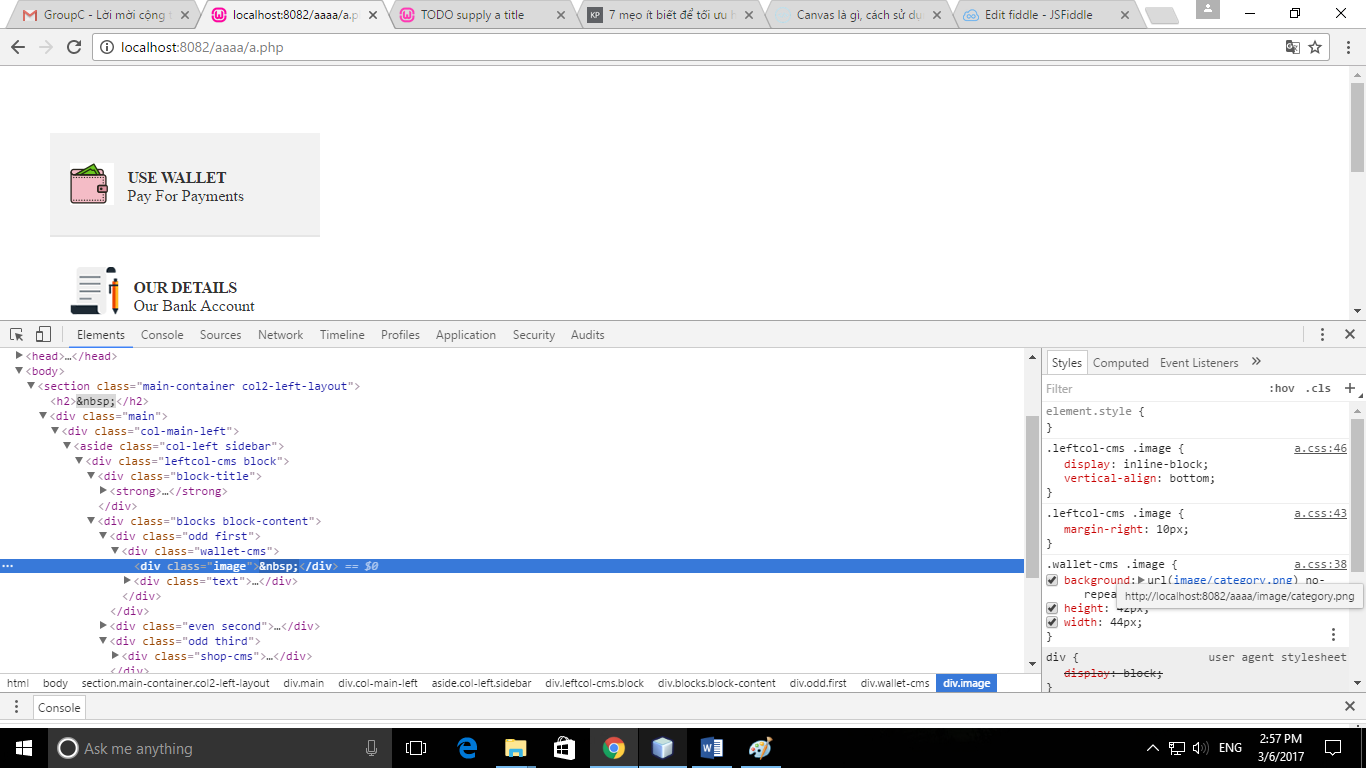 GroupC - Lời mời cộng t
localhost:8082/aaaa/a.p
TODO supply a title
7 mẹo ít biết để tối ưu h
Canvas là gì, cách sử dụ
Edit fiddle - JSFiddle
localhost:8082/aaaa/a.php
USE WALLET
Pay For Payments
OUR DETAILS
Our Bank Account
Elements Console Sources Network Timeline Profiles Application Security Audits
<head>…</head>
<body>
<section class="main-container col2-left-layout">
<h2>&nbsp;</h2>
<div class="main">
<div class="col-main-left">
<aside class="col-left sidebar">
<div class="leftcol-cms block">
<div class="block-title">
<strong>…</strong>
</div>
<div class="blocks block-content">
<div class="odd first">
<div class="wallet-cms">
<div class="image">&nbsp;</div> == $0
<div class="text">…</div>
</div>
</div>
<div class="even second">…</div>
<div class="odd third">
<div class="shop-cms">…</div>
</div>
html body section.main-container.col2-left-layout div.main div.col-main-left aside.col-left.sidebar div.leftcol-cms.block div.blocks.block-content div.odd.first div.wallet-cms div.image
Styles Computed Event Listeners »
Filter :hov .cls +
element.style {
}
.leftcol-cms .image { a.css:46
display: inline-block;
vertical-align: bottom;
}
.leftcol-cms .image { a.css:43
margin-right: 10px;
}
.wallet-cms .image { a.css:38
background: url(image/category.png) no-
repea
http://localhost:8082/aaaa/image/category.png
height: 42px;
width: 44px;
}
div { user agent stylesheet
display: block;
}
Console
Ask me anything
ENG
2:57 PM
3/6/2017